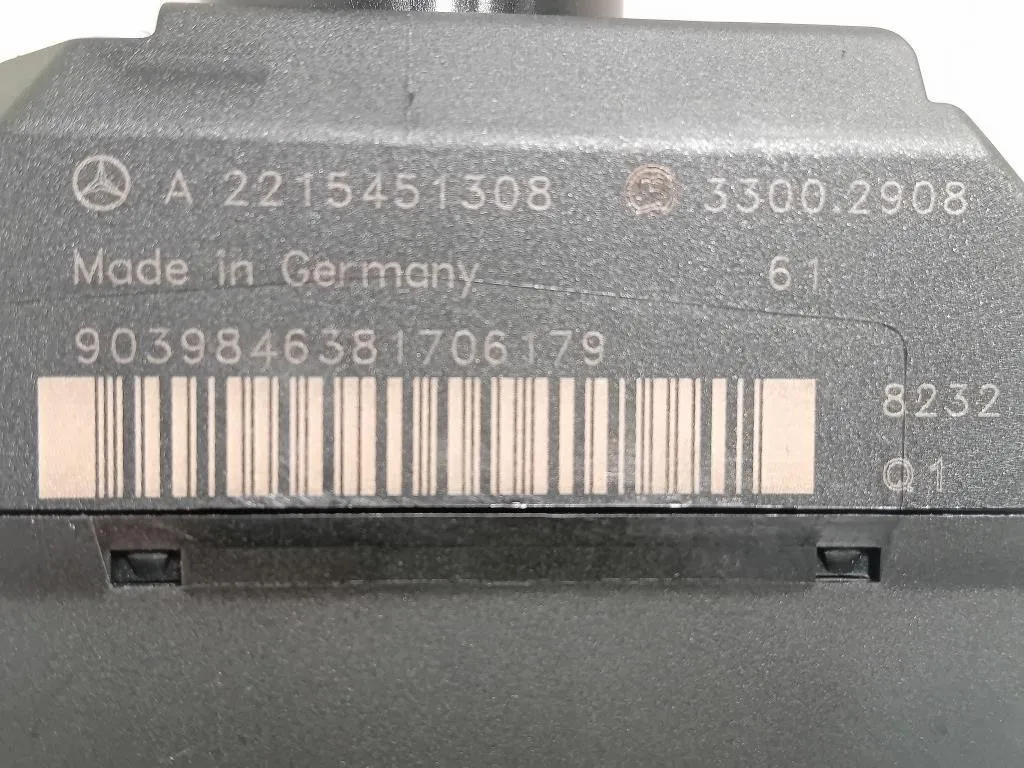 A 2215451308 3300.2908
Made in Germany 61
9039846381706179
8232
Q1